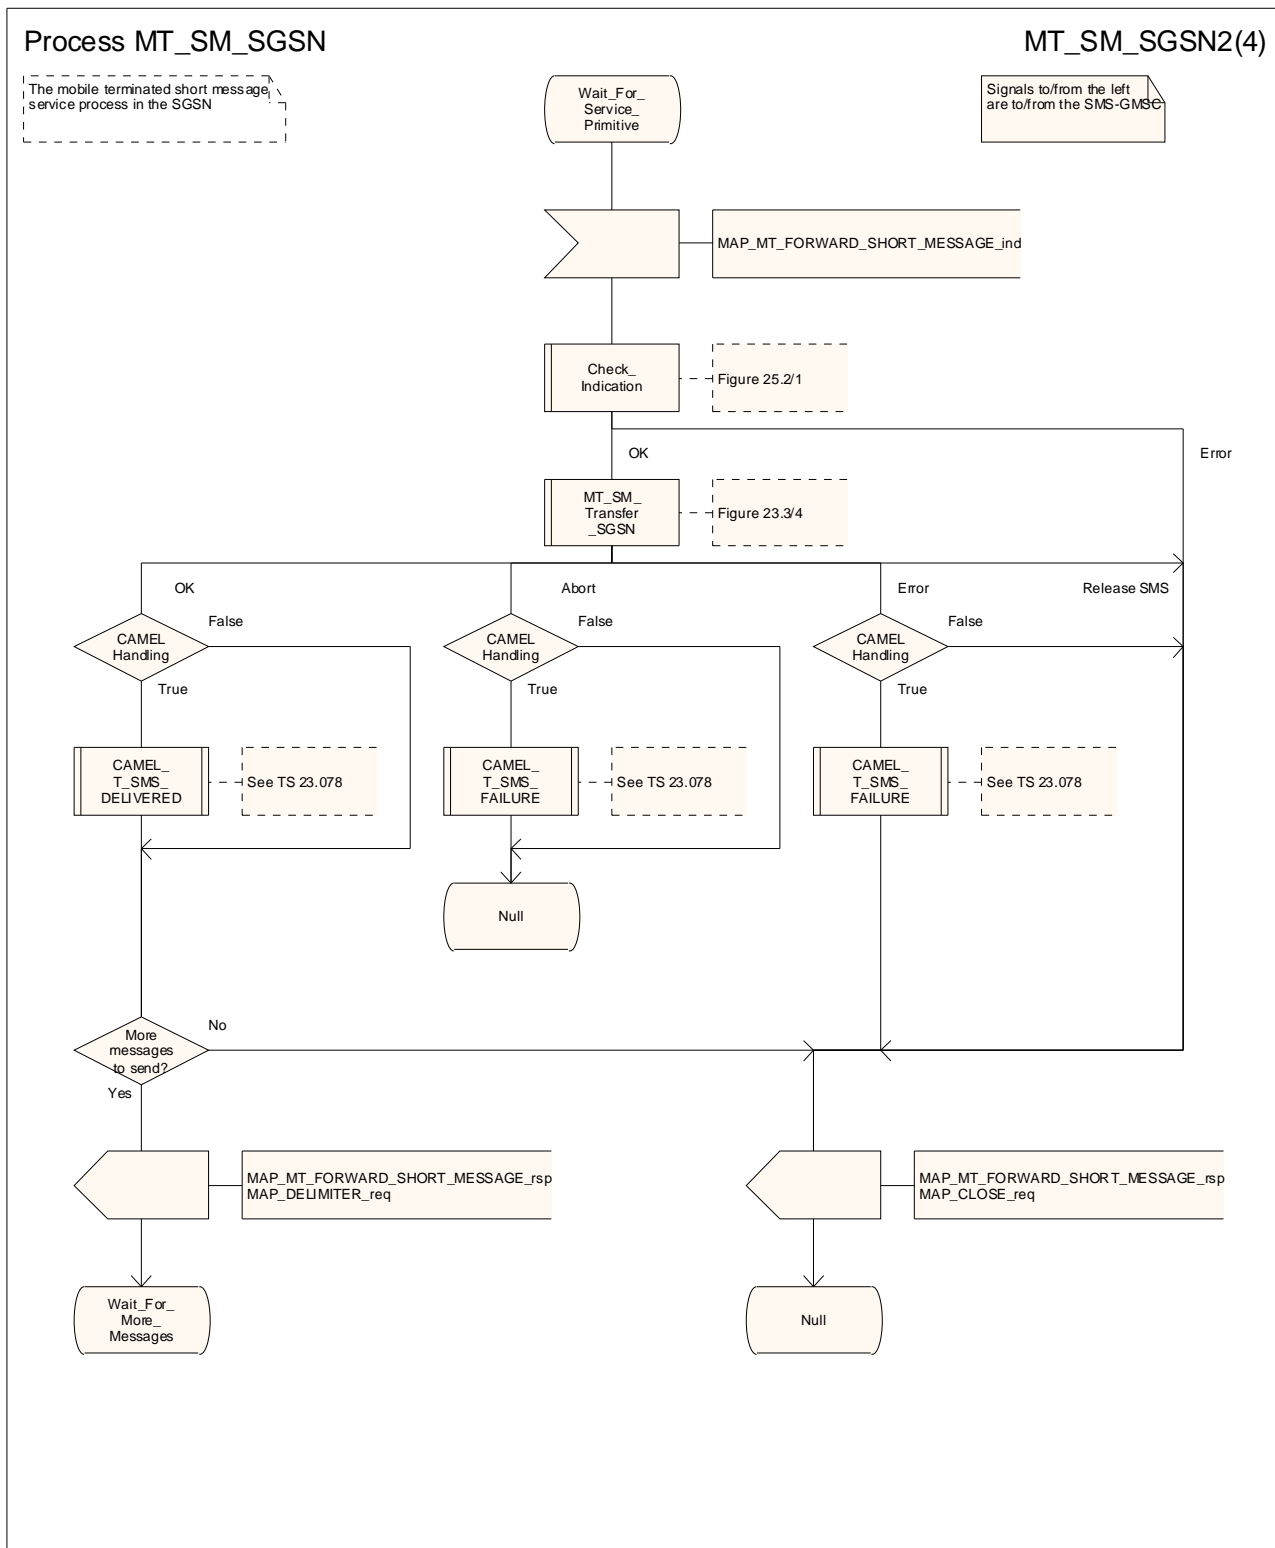 Process MT_SM_SGSN
MT_SM_SGSN2(4)
The mobile terminated short message
service process in the SGSN
Wait_For_
Service_
Primitive
Signals to/from the left
are to/from the SMS-GMSC
MAP_MT_FORWARD_SHORT_MESSAGE_ind
Check_
Indication
Figure 25.2/1
OK
Error
MT_SM_
Transfer
_SGSN
Figure 23.3/4
OK
Abort
Error
Release SMS
CAMEL
Handling
False
True
CAMEL
Handling
False
True
CAMEL
Handling
False
True
CAMEL_
T_SMS_
DELIVERED
See TS 23.078
CAMEL_
T_SMS_
FAILURE
See TS 23.078
CAMEL_
T_SMS_
FAILURE
See TS 23.078
Null
More
messages
to send?
No
Yes
MAP_MT_FORWARD_SHORT_MESSAGE_rsp
MAP_DELIMITER_req
MAP_MT_FORWARD_SHORT_MESSAGE_rsp
MAP_CLOSE_req
Wait_For_
More_
Messages
Null